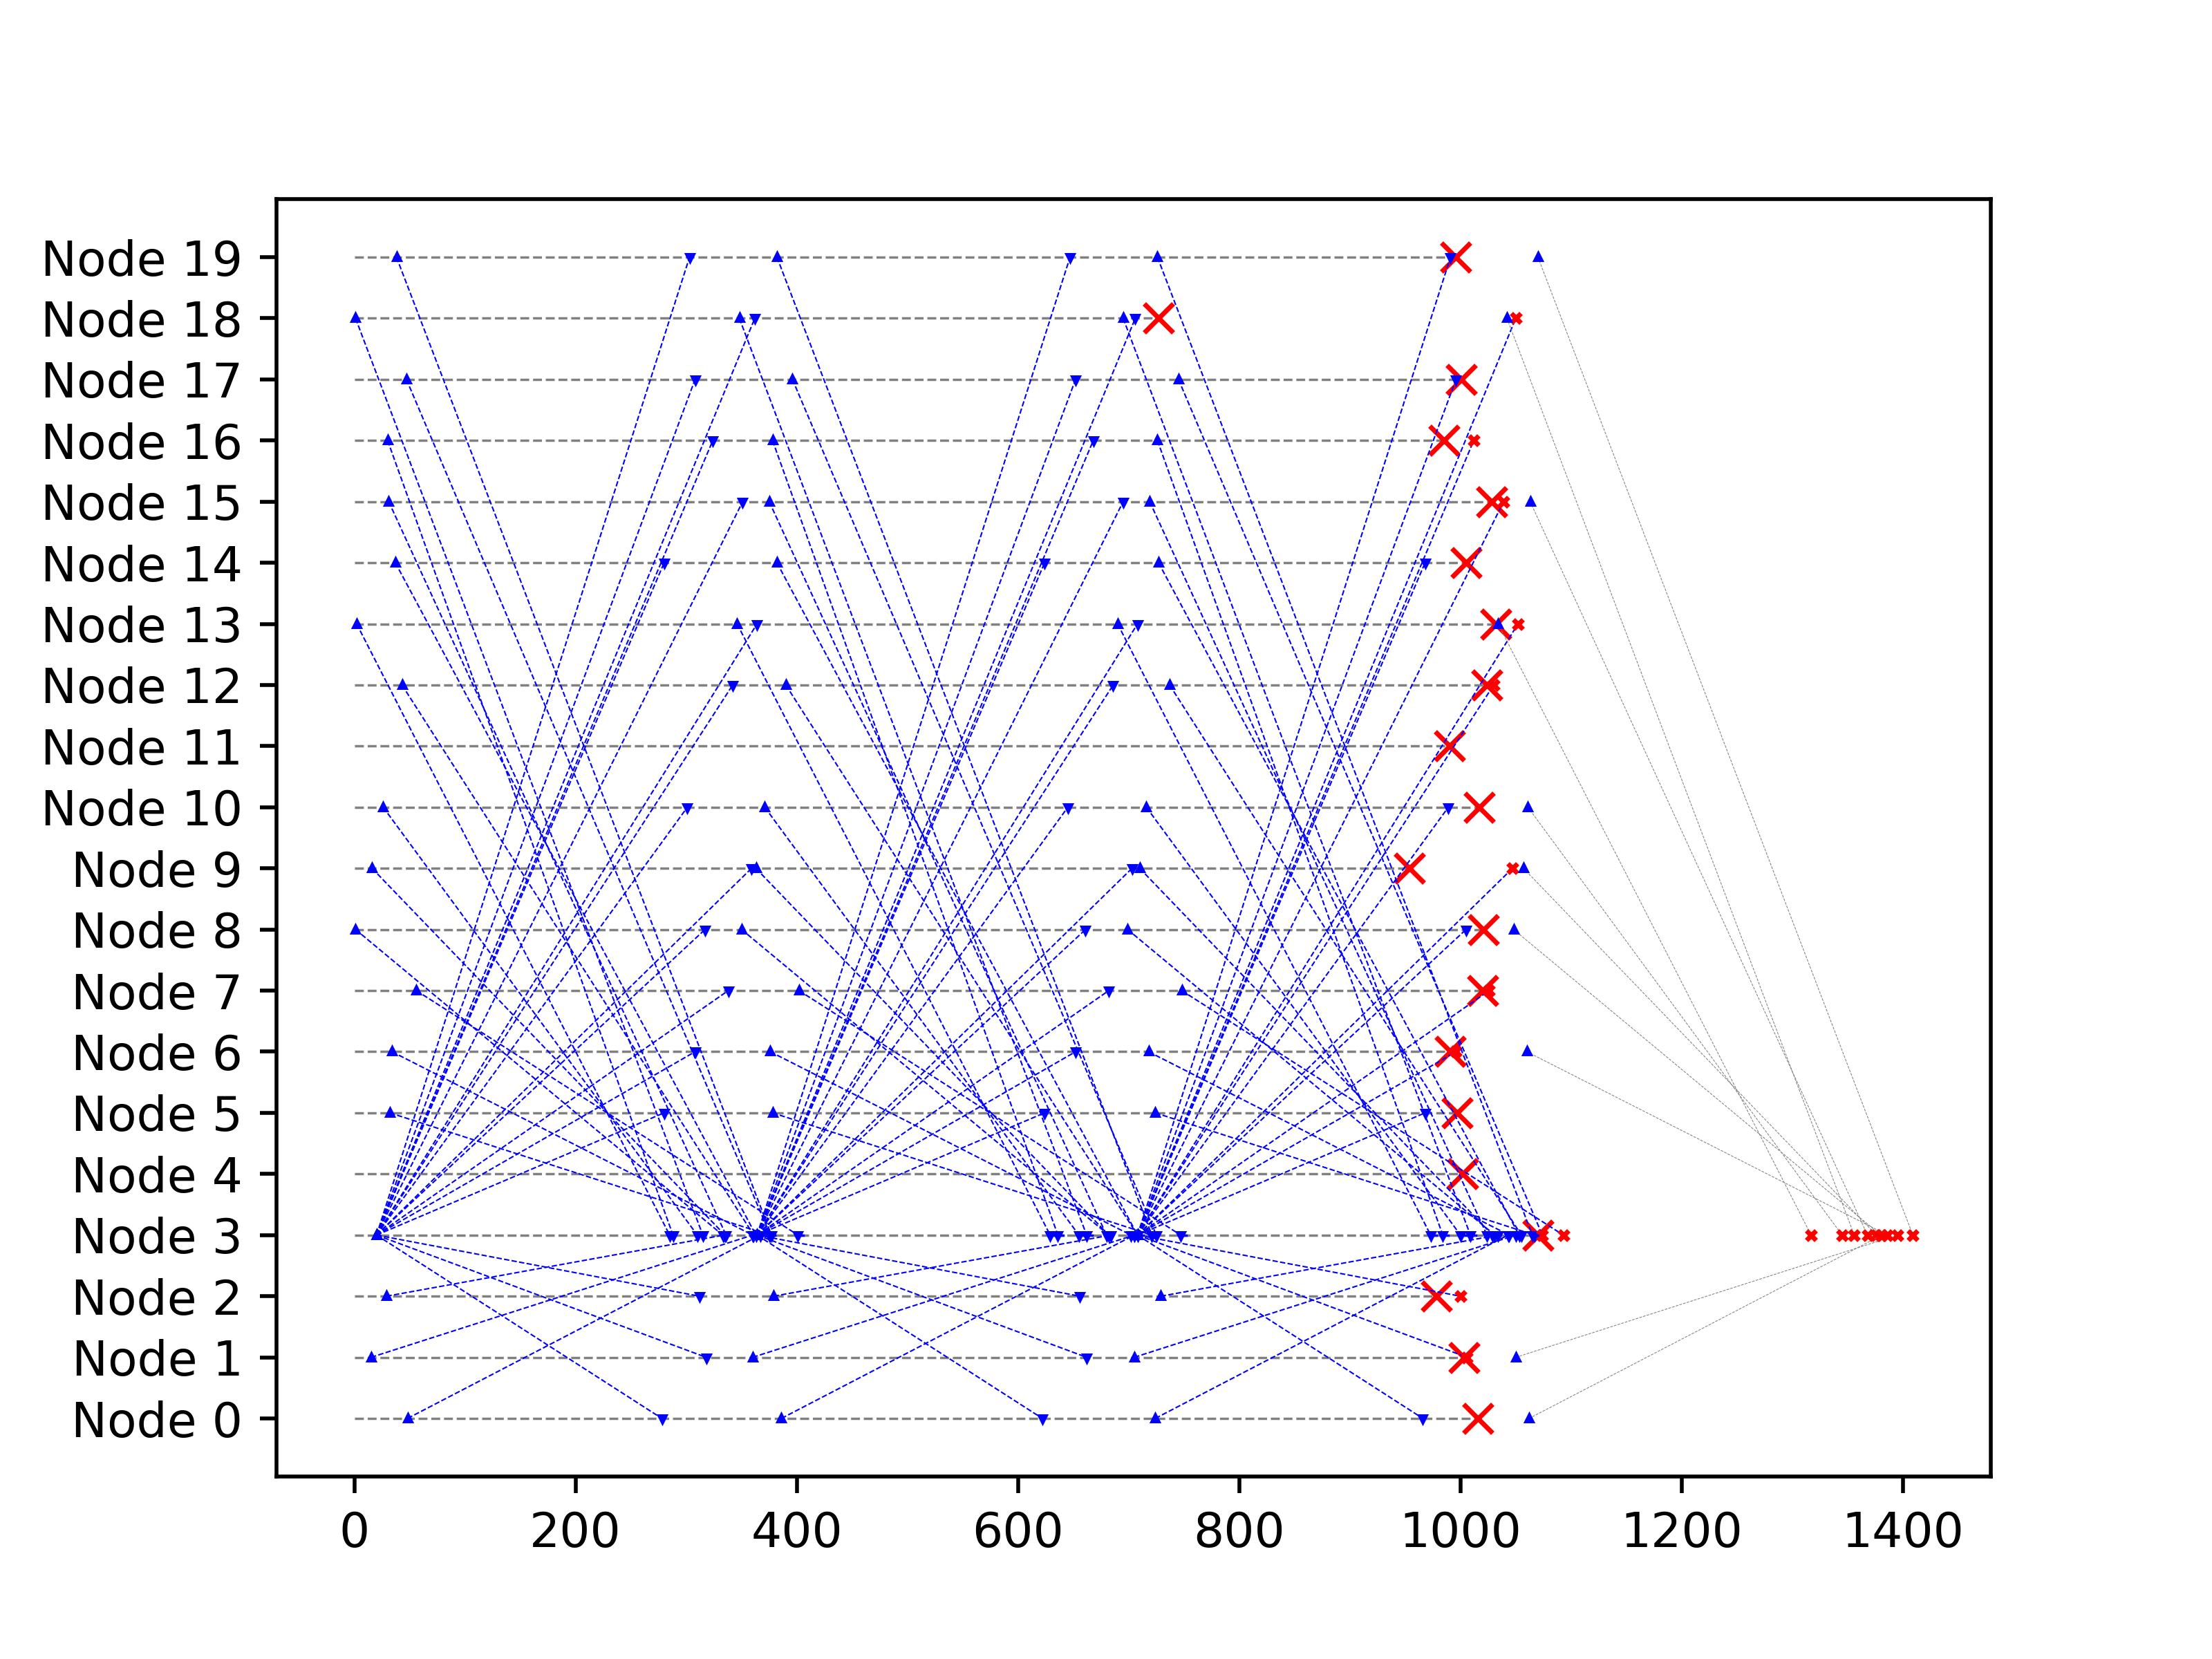 Node 19
Node 18
Node 17
Node 16
Node 15
Node 14
Node 13
Node 12
Node 11
Node 10
Node 9
Node 8
Node 7
Node 6
Node 5
Node 4
Node 3
Node 2
Node 1
Node 0
0 200 400 600 800 1000 1200 1400